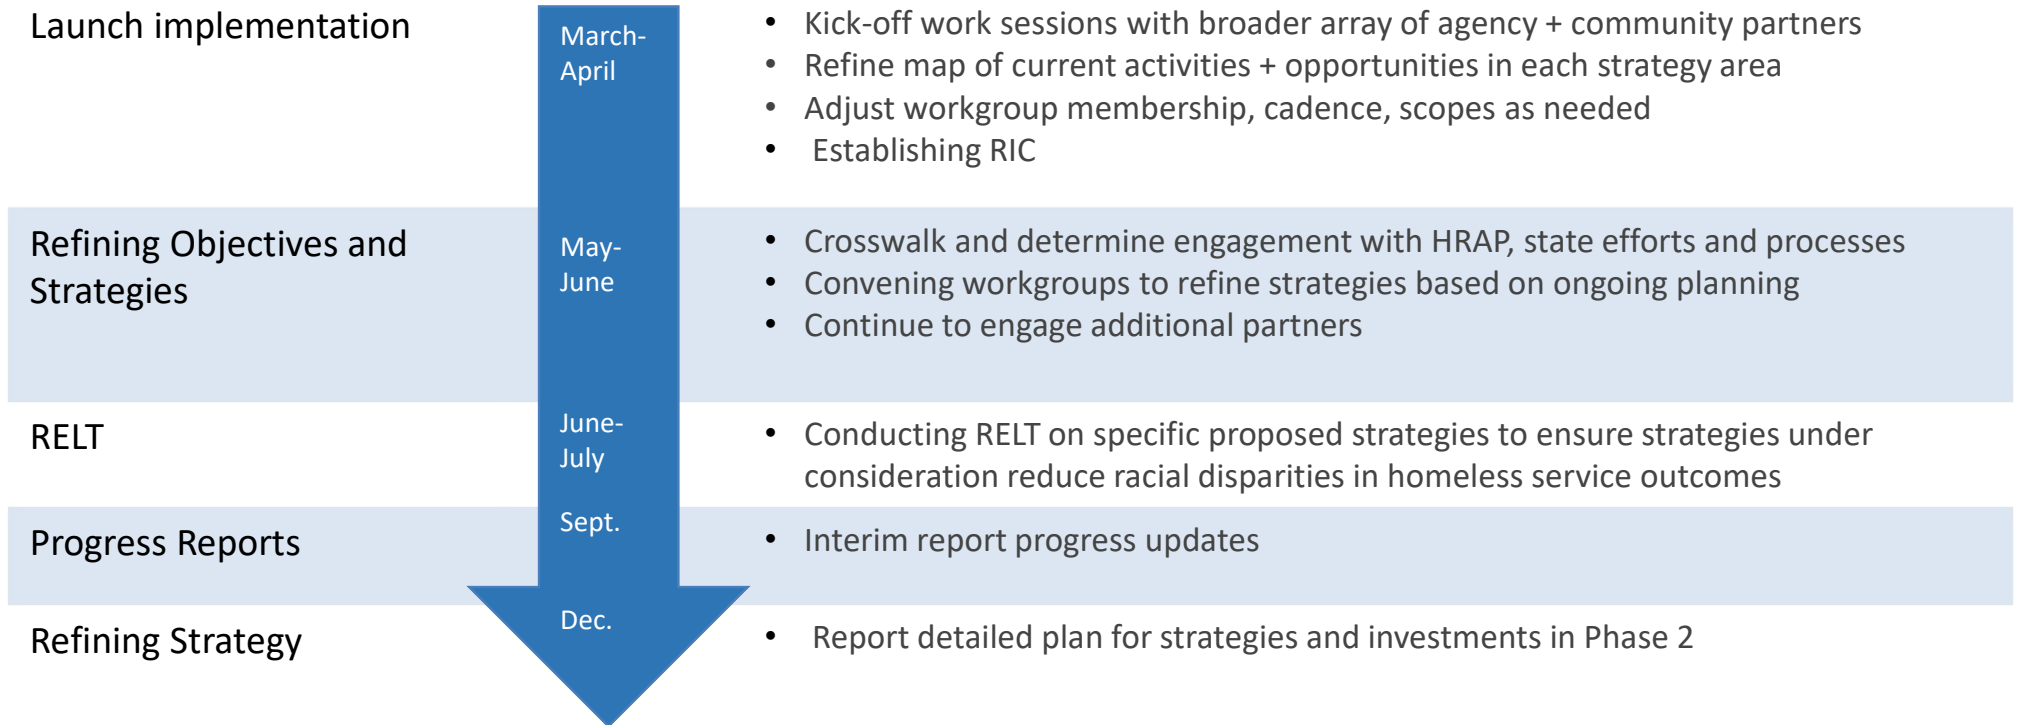 Launch implementation
March-
April
• Kick-off work sessions with broader array of agency + community partners
• Refine map of current activities + opportunities in each strategy area
• Adjust workgroup membership, cadence, scopes as needed
• Establishing RIC
Refining Objectives and
Strategies
May-
June
• Crosswalk and determine engagement with HRAP, state efforts and processes
• Convening workgroups to refine strategies based on ongoing planning
• Continue to engage additional partners
RELT
June-
July
• Conducting RELT on specific proposed strategies to ensure strategies under
consideration reduce racial disparities in homeless service outcomes
Progress Reports
Sept.
• Interim report progress updates
Refining Strategy
Dec.
• Report detailed plan for strategies and investments in Phase 2